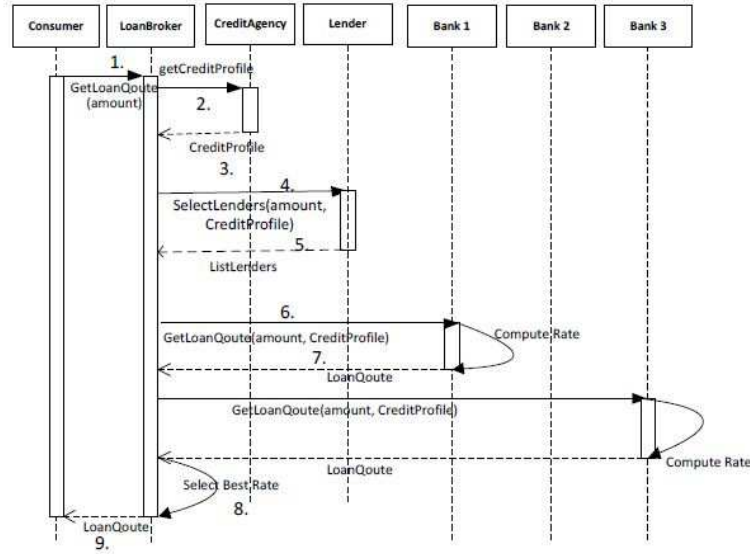 Consumer
LoanBroker
CreditAgency
Lender
Bank 1
Bank 2
Bank 3
1.
getCreditProfile
GetLoanQoute
(amount)
2.
CreditProfile
3.
4.
SelectLenders(amount,
CreditProfile)
5.
ListLenders
6.
GetLoanQoute(amount, CreditProfile)
Compute Rate
7.
LoanQoute
GetLoanQoute(amount, CreditProfile)
LoanQoute
Compute Rate
Select Best Rate
8.
LoanQoute
9.